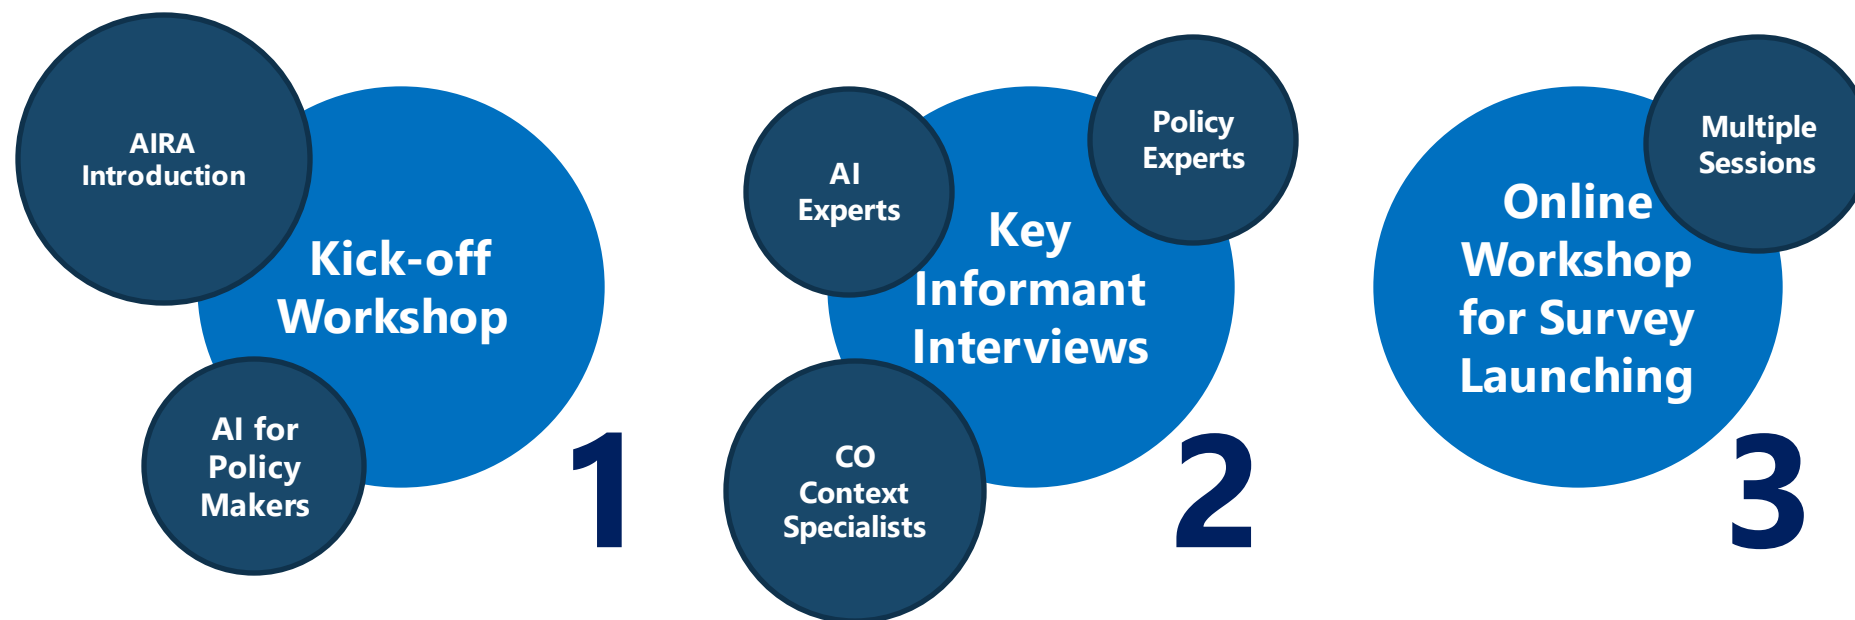 AIRA
Introduction
Kick-off
Workshop
AI for
Policy
Makers
1
AI
Experts
Policy
Experts
Key
Informant
Interviews
CO
Context
Specialists
2
Multiple
Sessions
Online
Workshop
for Survey
Launching
3